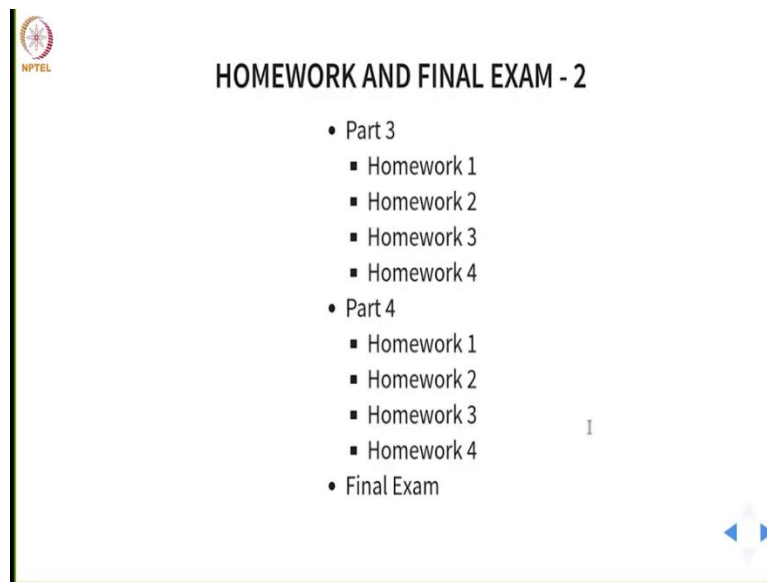 NPTEL
HOMEWORK AND FINAL EXAM - 2
• Part 3
▪ Homework 1
▪ Homework 2
▪ Homework 3
▪ Homework 4
• Part 4
▪ Homework 1
▪ Homework 2
▪ Homework 3
▪ Homework 4
• Final Exam